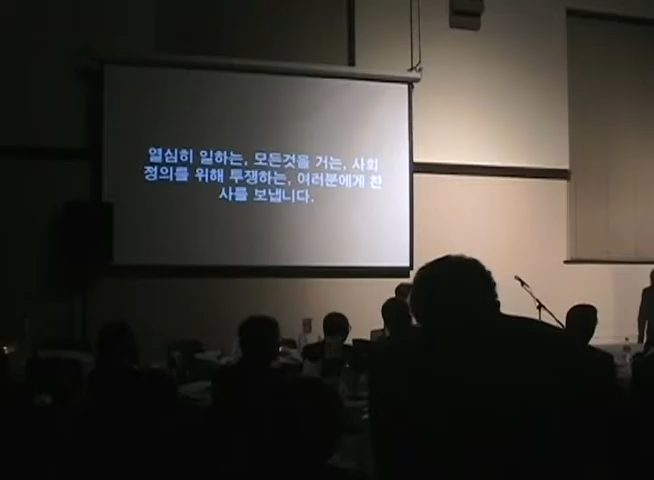 열심히 일하는, 모든것을 거는, 사회
정의를 위해 투쟁하는, 여러분에게 찬
사를 보냅니다.